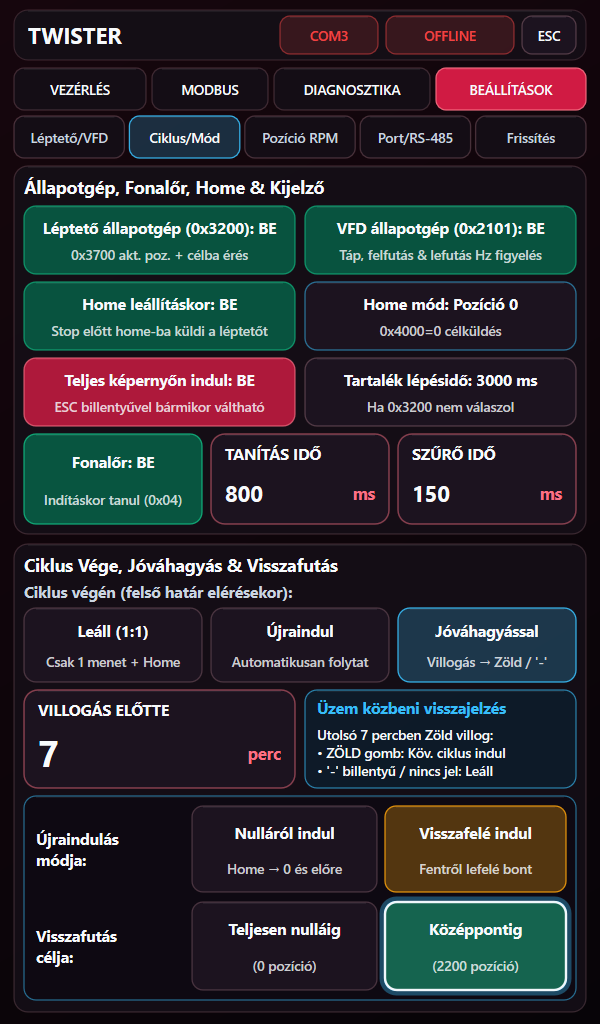 TWISTER
COM3
OFFLINE
ESC
VEZÉRLÉS
MODBUS
DIAGNOSZTIKA
BEÁLLÍTÁSOK
Léptető/VFD
Ciklus/Mód
Pozíció RPM
Port/RS-485
Frissítés
Állapotgép, Fonalőr, Home & Kijelző
Léptető állapotgép (0x3200): BE
0x3700 akt. poz. + célba érés
VFD állapotgép (0x2101): BE
Táp, felfutás & lefutás Hz figyelés
Home leállításkor: BE
Stop előtt home-ba küldi a léptetőt
Home mód: Pozíció 0
0x4000=0 célküldés
Teljes képernyőn indul: BE
ESC billentyűvel bármikor váltható
Tartalék lépésidő: 3000 ms
Ha 0x3200 nem válaszol
Fonalőr: BE
Indításkor tanul (0x04)
TANÍTÁS IDŐ
800 ms
SZŰRŐ IDŐ
150 ms
Ciklus Vége, Jóváhagyás & Visszafutás
Ciklus végén (felső határ elérésekor):
Leáll (1:1)
Csak 1 menet + Home
Újraindul
Automatikusan folytat
Jóváhagyással
Villogás → Zöld / '-'
VILLOGÁS ELŐTTE
7 perc
Üzem közbeni visszajelzés
Utolsó 7 percben Zöld villog:
• ZÖLD gomb: Köv. ciklus indul
• '-' billentyű / nincs jel: Leáll
Újraindulás
módja:
Nulláról indul
Home → 0 és előre
Visszafelé indul
Fentről lefelé bont
Visszafutás
célja:
Teljesen nulláig
(0 pozíció)
Középpontig
(2200 pozíció)